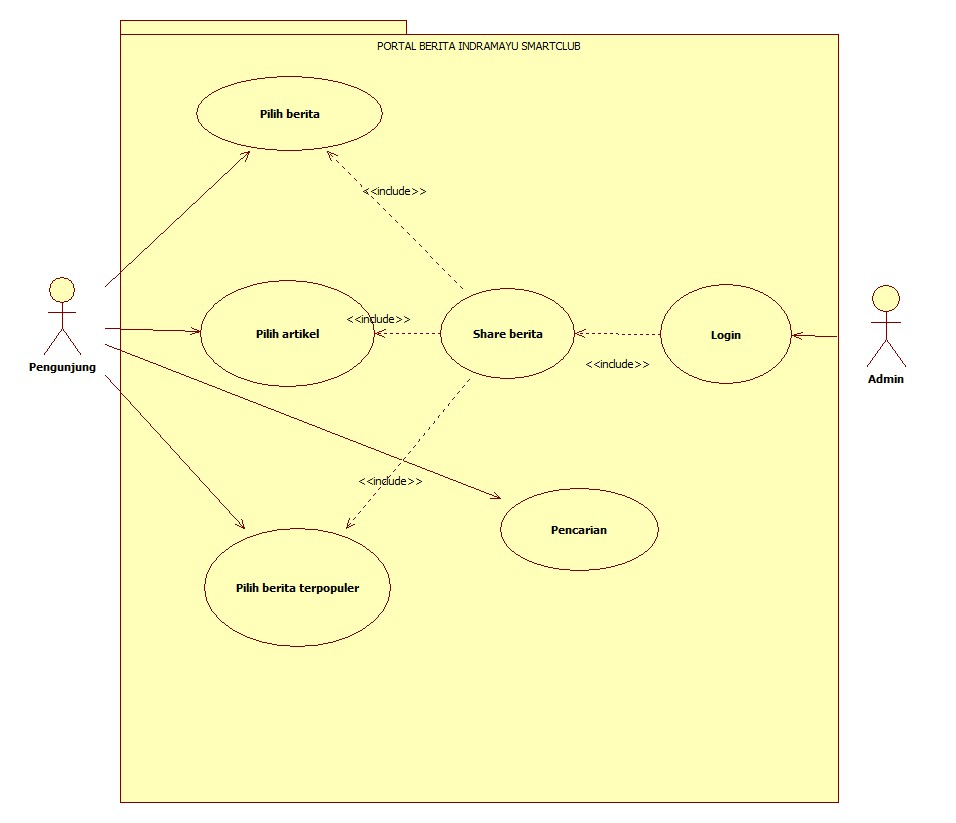 PORTAL BERITA INDRAMAYU SMARTCLUB
Pilih berita
<<include>>
Pilih artikel
<<include>>
Share berita
Login
<<include>>
Pengunjung
Admin
<<include>>
Pencarian
Pilih berita terpopuler